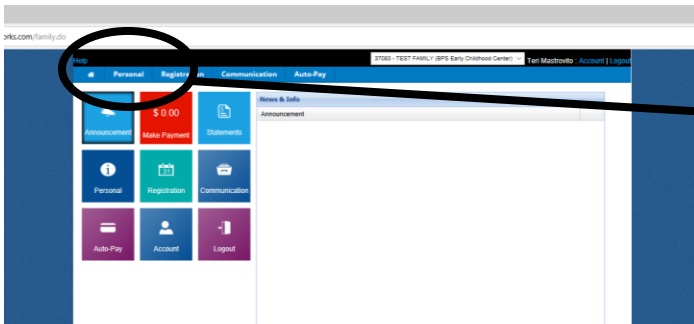 orks.com/family.do
Help
37063 - TEST FAMILY (BPS Early Childhood Center) Teri Mastrovito : Account | Logout
Personal Registration Communication Auto-Pay
News & Info
Announcement
Announcement
$ 0.00
Make Payment
Statements
Personal
Registration
Communication
Auto-Pay
Account
Logout